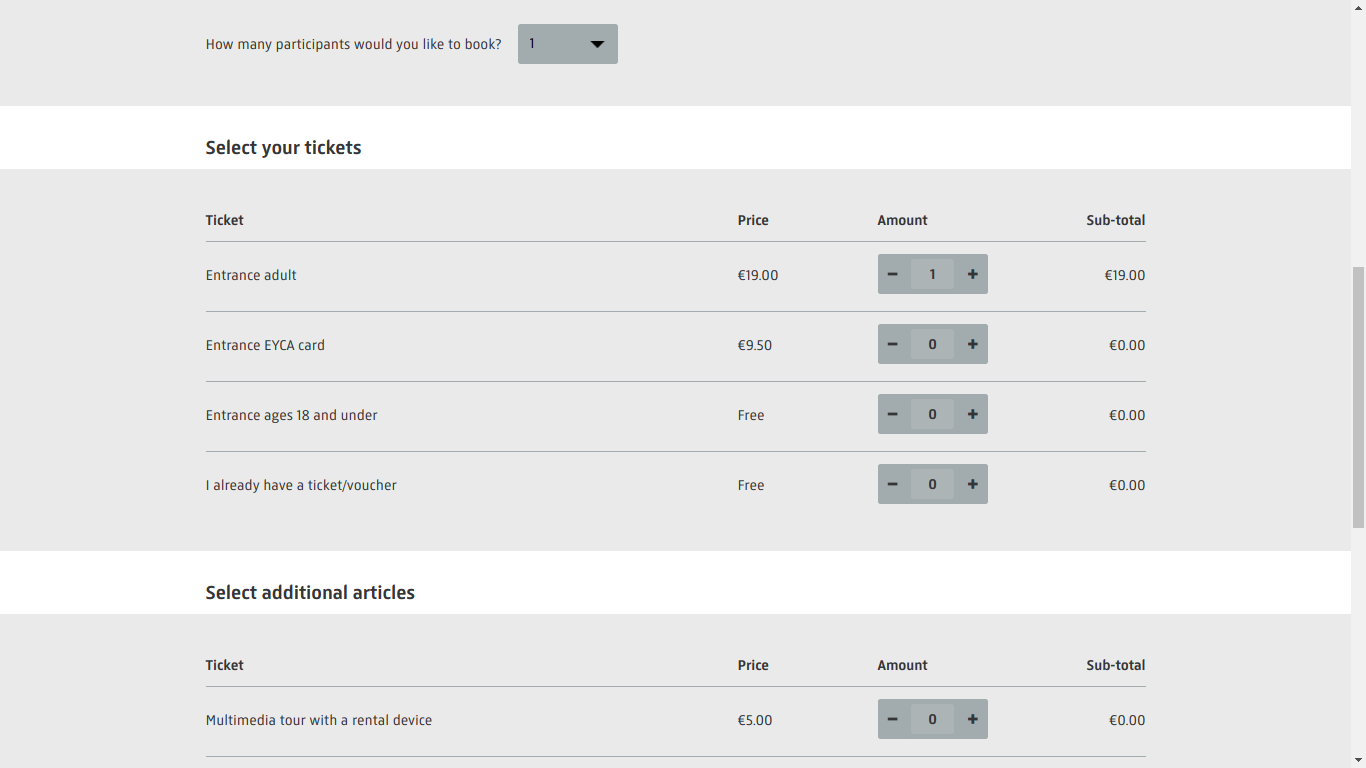 How many participants would you like to book? 1
Select your tickets
Ticket Price Amount Sub-total
Entrance adult €19.00 − 1 + €19.00
Entrance EYCA card €9.50 − 0 + €0.00
Entrance ages 18 and under Free − 0 + €0.00
I already have a ticket/voucher Free − 0 + €0.00
Select additional articles
Ticket Price Amount Sub-total
Multimedia tour with a rental device €5.00 − 0 + €0.00